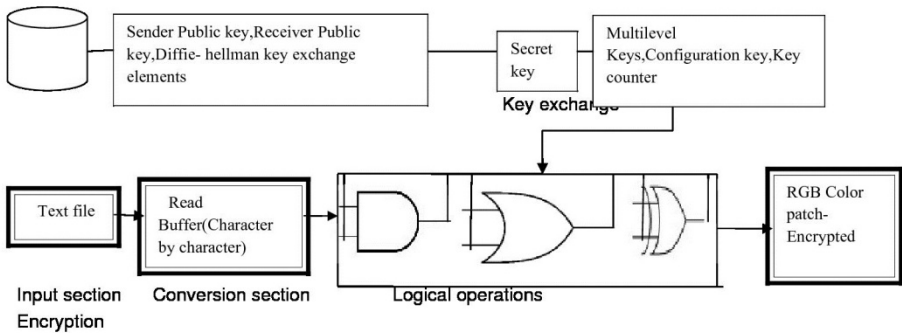 Sender Public key,Receiver Public
key,Diffie- hellman key exchange
elements
Secret
key
Multilevel
Keys,Configuration key,Key
counter
Key exchange
Text file
Read
Buffer(Character
by character)
RGB Color
patch-
Encrypted
Input section
Encryption
Conversion section
Logical operations